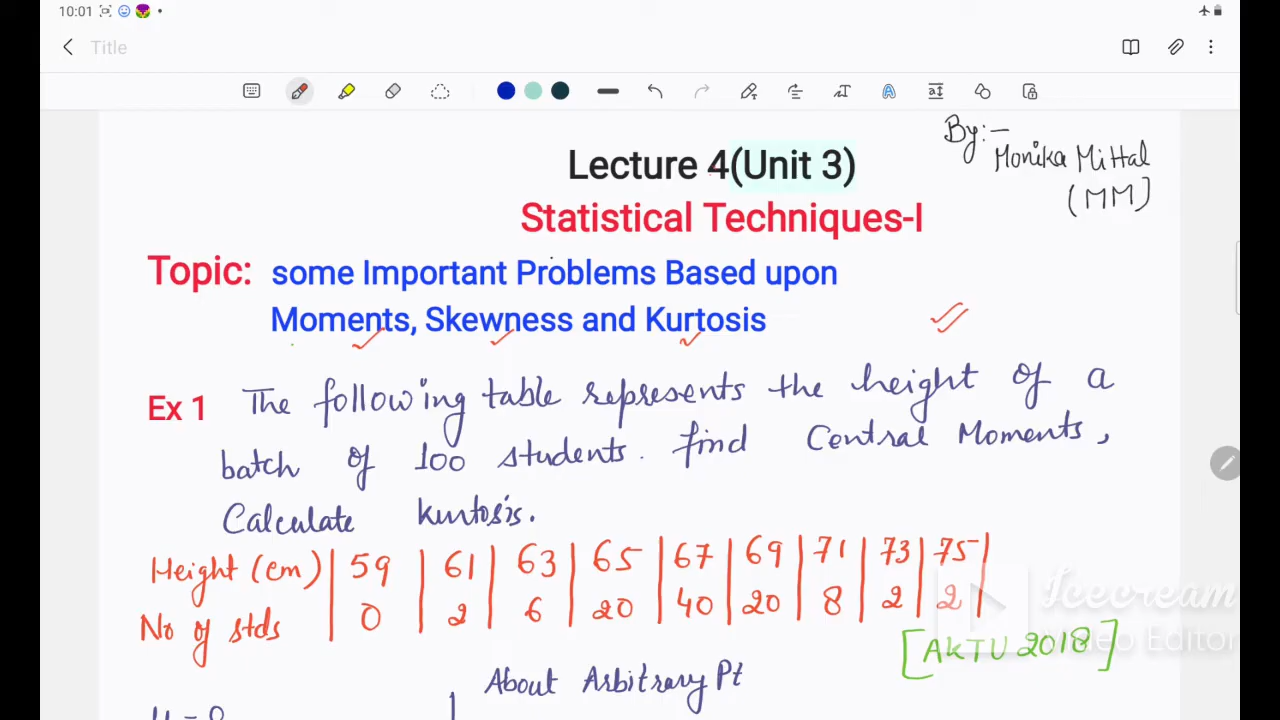 10:01
Title
By:-
Monika Mittal
(MM)
Lecture 4(Unit 3)
Statistical Techniques-I
Topic: some Important Problems Based upon
Moments, Skewness and Kurtosis
Ex 1 The following table represents the height of a
batch of 100 students. find Central Moments,
Calculate kurtosis.
Height (cm) | 59 | 61 | 63 | 65 | 67 | 69 | 71 | 73 | 75 |
No of stds | 0 | 2 | 6 | 20 | 40 | 20 | 8 | 2 | 2 |
Icecream
Video Editor
[AKTU 2018]
About Arbitrary Pt